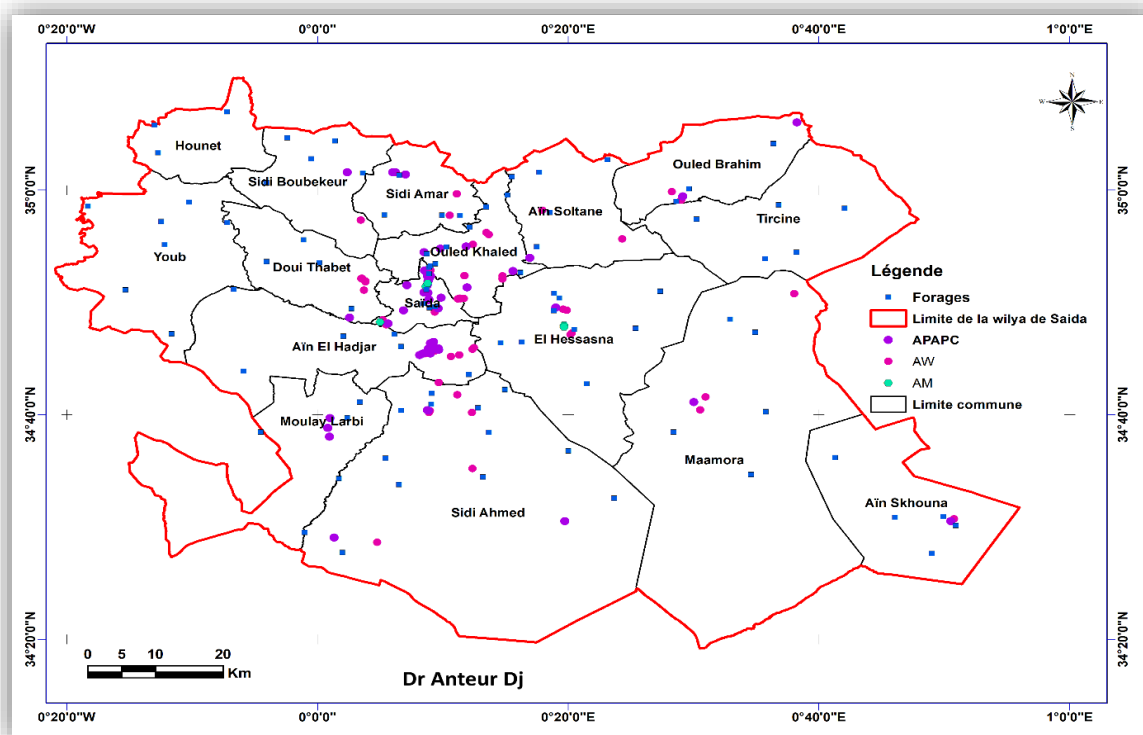 0°20'0"W 0°0'0" 0°20'0"E 0°40'0"E 1°0'0"E
N
W E
S
35°0'0"N 35°0'0"N
34°40'0"N 34°40'0"N
34°20'0"N 34°20'0"N
Hounet
Sidi Boubekeur
Sidi Amar
Ouled Brahim
Aïn Soltane
Tircine
Youb
Doui Thabet
Ouled Khaled
Saïda
Aïn El Hadjar
El Hessasna
Moulay Larbi
Maamora
Sidi Ahmed
Aïn Skhouna
Légende
Forages
Limite de la wilya de Saida
APAPC
AW
AM
Limite commune
0 5 10 20
Km
Dr Anteur Dj
0°20'0"W 0°0'0" 0°20'0"E 0°40'0"E 1°0'0"E